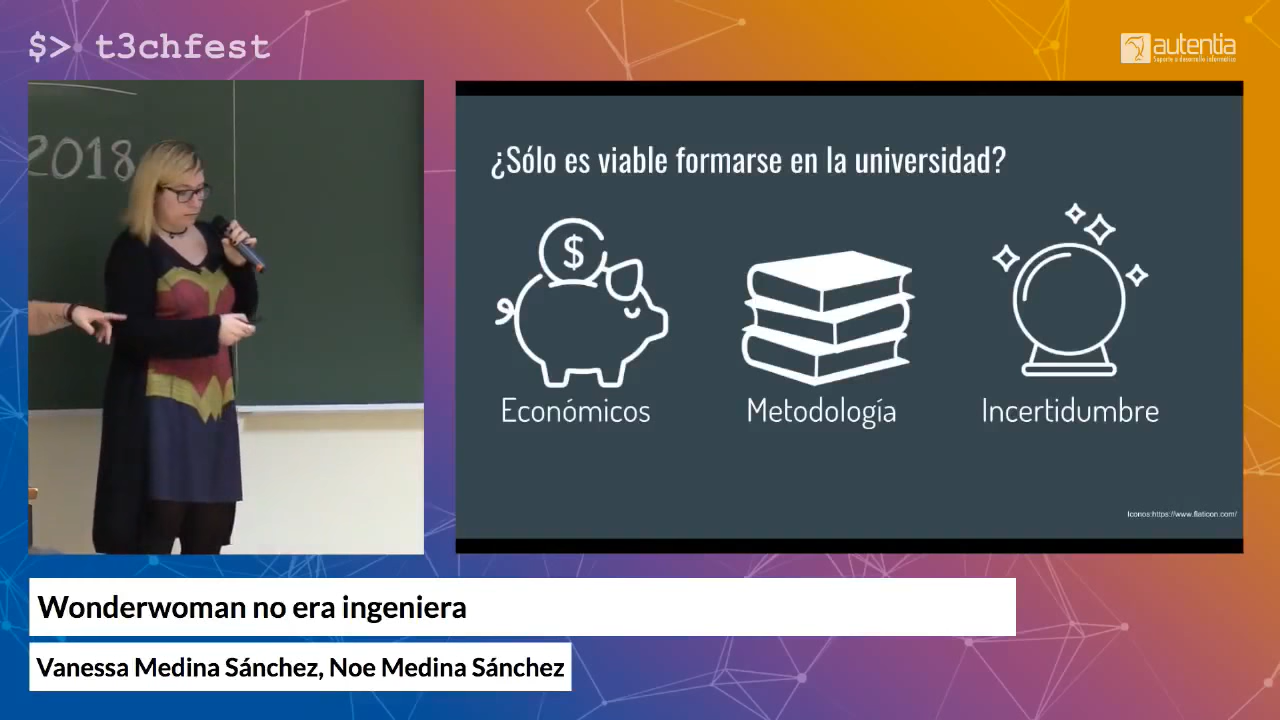 $> t3chfest
autentia
Soporte a desarrollo informático
2018
¿Sólo es viable formarse en la universidad?
$
Económicos
Metodología
Incertidumbre
Iconos:https://www.flaticon.com/
Wonderwoman no era ingeniera
Vanessa Medina Sánchez, Noe Medina Sánchez